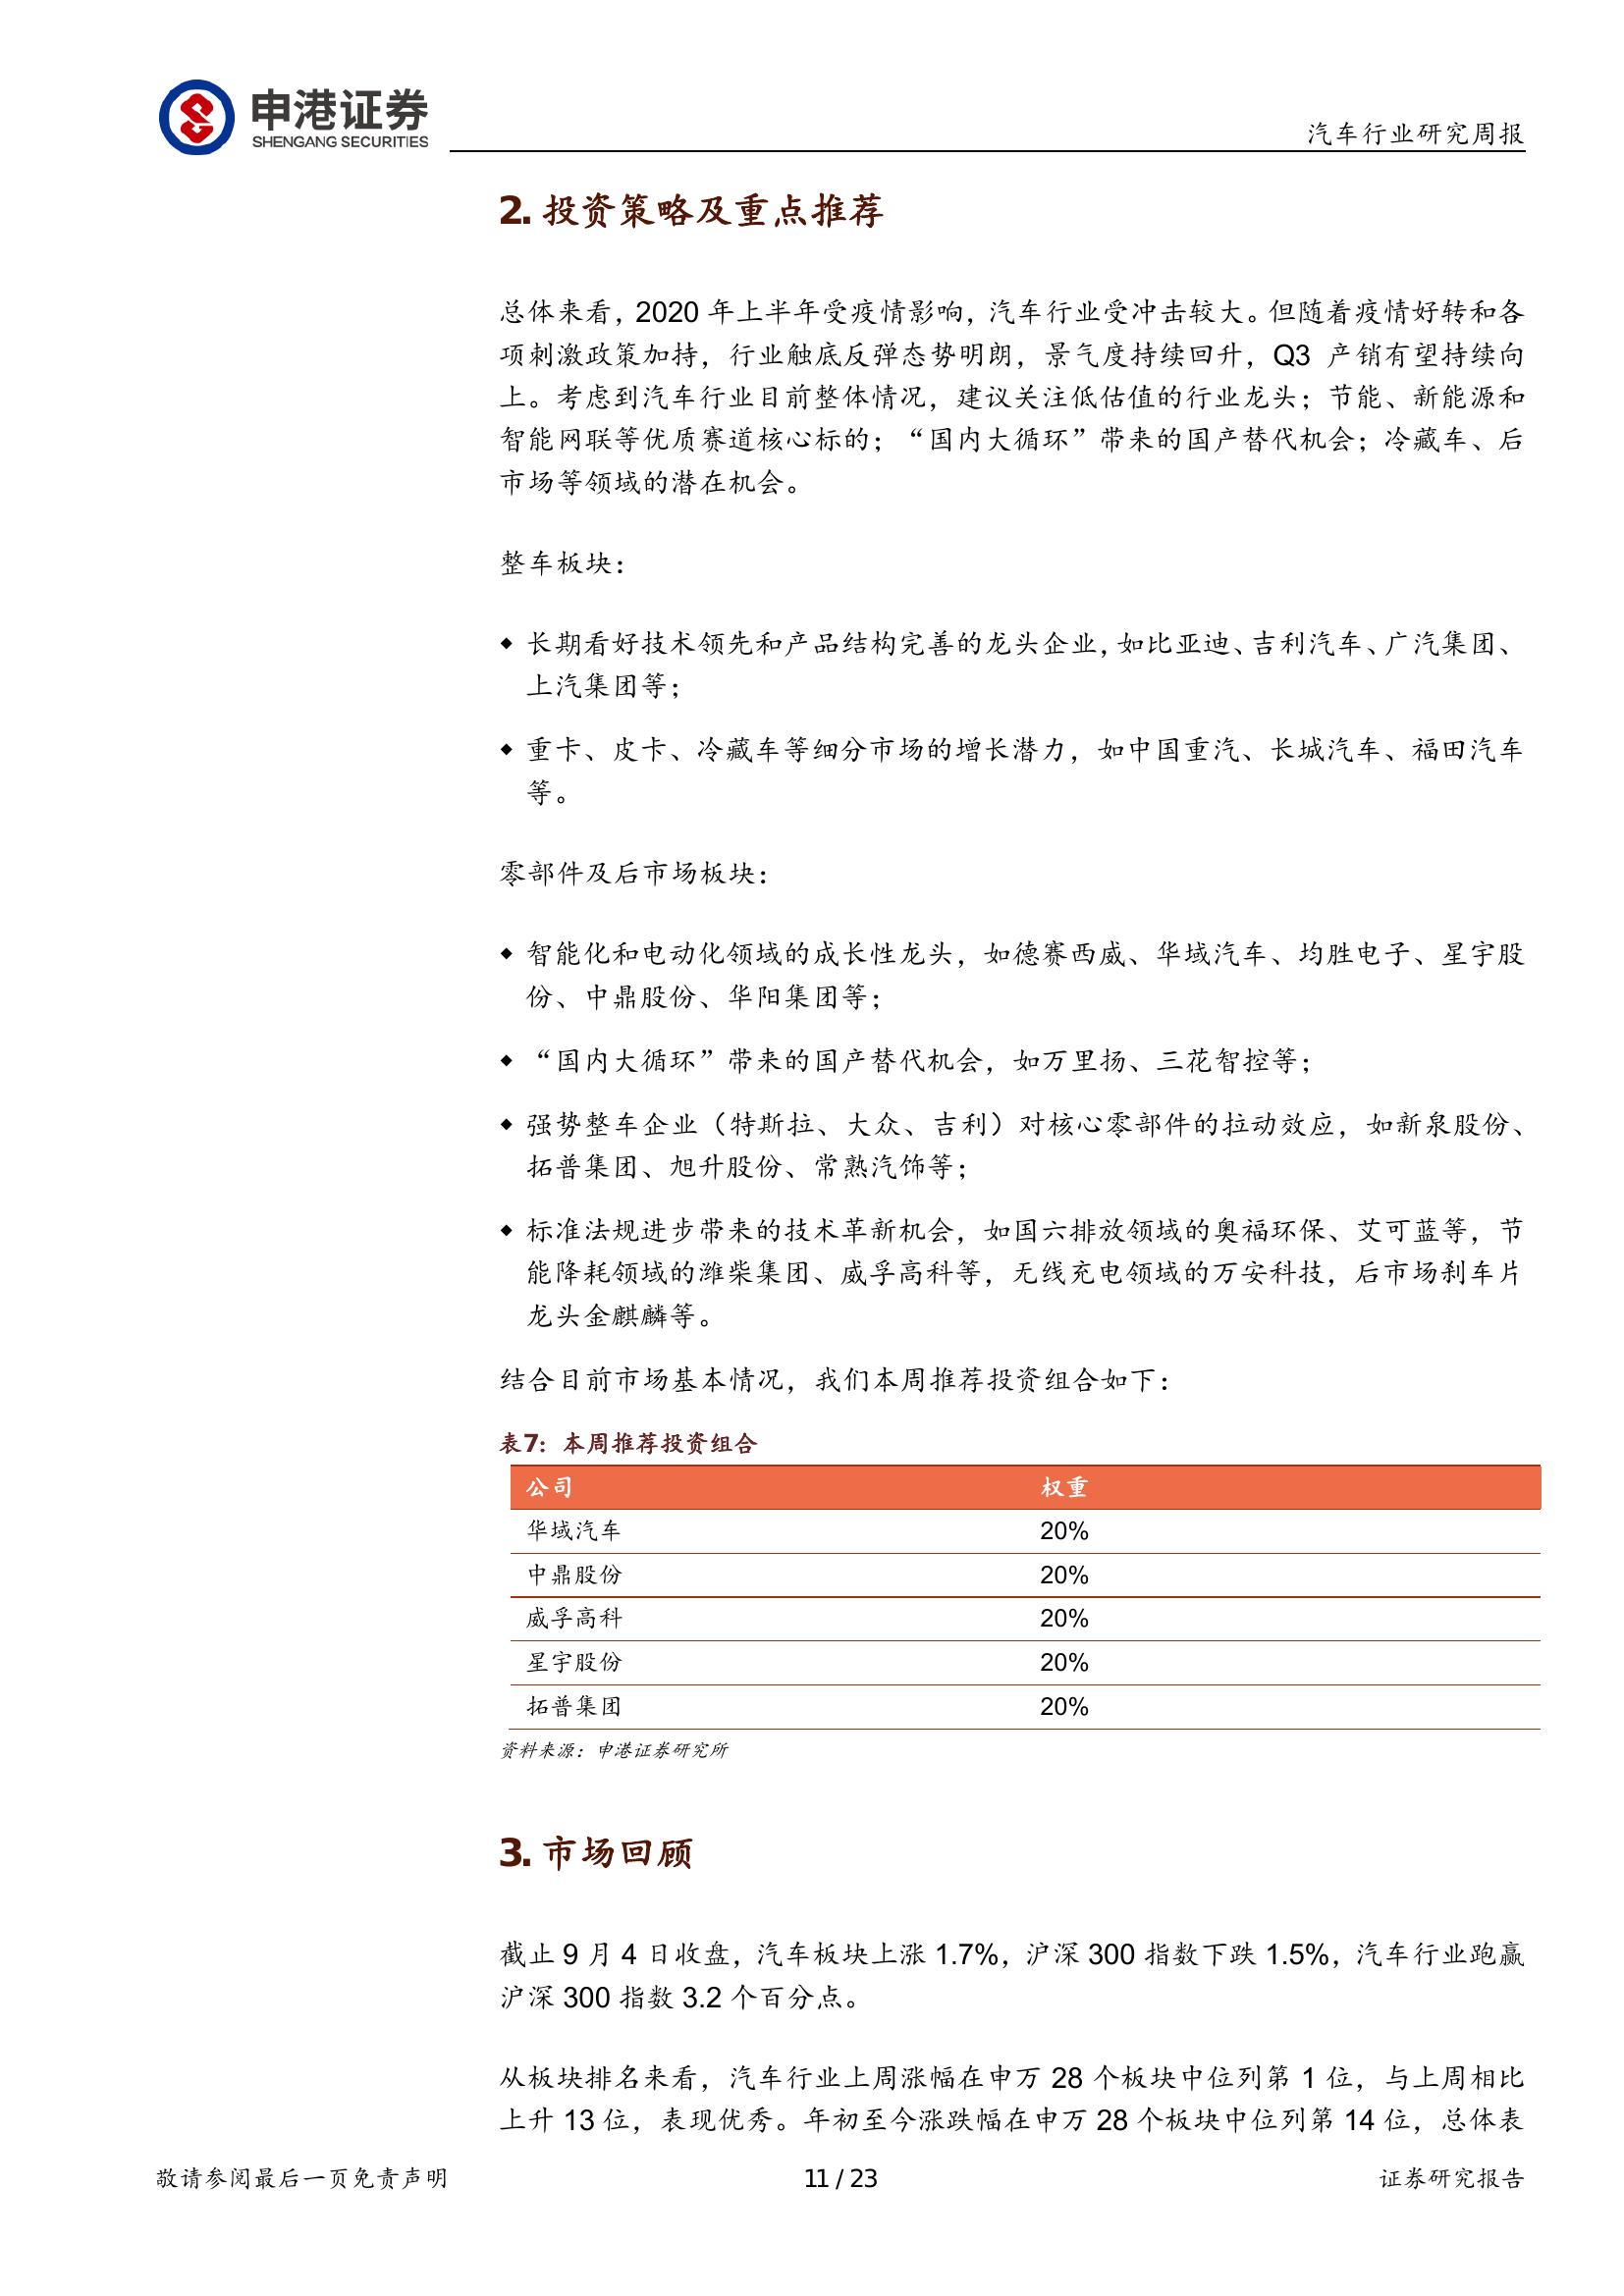 申港证券
SHENGANG SECURITIES
汽车行业研究周报
2. 投资策略及重点推荐
总体来看，2020 年上半年受疫情影响，汽车行业受冲击较大。但随着疫情好转和各
项刺激政策加持，行业触底反弹态势明朗，景气度持续回升，Q3 产销有望持续向
上。考虑到汽车行业目前整体情况，建议关注低估值的行业龙头；节能、新能源和
智能网联等优质赛道核心标的；“国内大循环”带来的国产替代机会；冷藏车、后
市场等领域的潜在机会。
整车板块：
◆ 长期看好技术领先和产品结构完善的龙头企业，如比亚迪、吉利汽车、广汽集团、
上汽集团等；
◆ 重卡、皮卡、冷藏车等细分市场的增长潜力，如中国重汽、长城汽车、福田汽车
等。
零部件及后市场板块：
◆ 智能化和电动化领域的成长性龙头，如德赛西威、华域汽车、均胜电子、星宇股
份、中鼎股份、华阳集团等；
◆ “国内大循环”带来的国产替代机会，如万里扬、三花智控等；
◆ 强势整车企业（特斯拉、大众、吉利）对核心零部件的拉动效应，如新泉股份、
拓普集团、旭升股份、常熟汽饰等；
◆ 标准法规进步带来的技术革新机会，如国六排放领域的奥福环保、艾可蓝等，节
能降耗领域的潍柴集团、威孚高科等，无线充电领域的万安科技，后市场刹车片
龙头金麒麟等。
结合目前市场基本情况，我们本周推荐投资组合如下：
表7：本周推荐投资组合
公司 权重
华域汽车 20%
中鼎股份 20%
威孚高科 20%
星宇股份 20%
拓普集团 20%
资料来源：申港证券研究所
3. 市场回顾
截止 9 月 4 日收盘，汽车板块上涨 1.7%，沪深 300 指数下跌 1.5%，汽车行业跑赢
沪深 300 指数 3.2 个百分点。
从板块排名来看，汽车行业上周涨幅在申万 28 个板块中位列第 1 位，与上周相比
上升 13 位，表现优秀。年初至今涨跌幅在申万 28 个板块中位列第 14 位，总体表
敬请参阅最后一页免责声明
11 / 23
证券研究报告